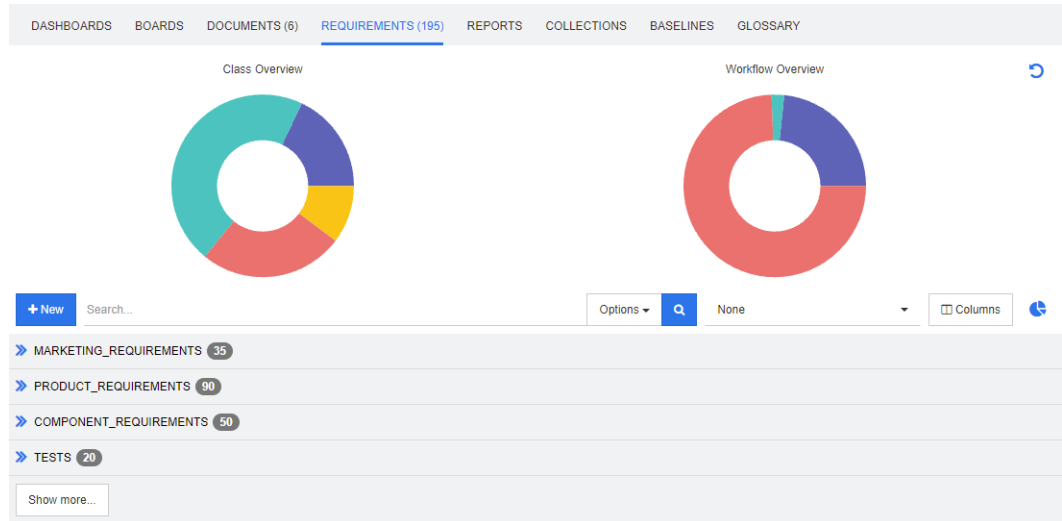 DASHBOARDS BOARDS DOCUMENTS (6) REQUIREMENTS (195) REPORTS COLLECTIONS BASELINES GLOSSARY
Class Overview Workflow Overview
+ New Search... Options None Columns
MARKETING_REQUIREMENTS 35
PRODUCT_REQUIREMENTS 90
COMPONENT_REQUIREMENTS 50
TESTS 20
Show more...